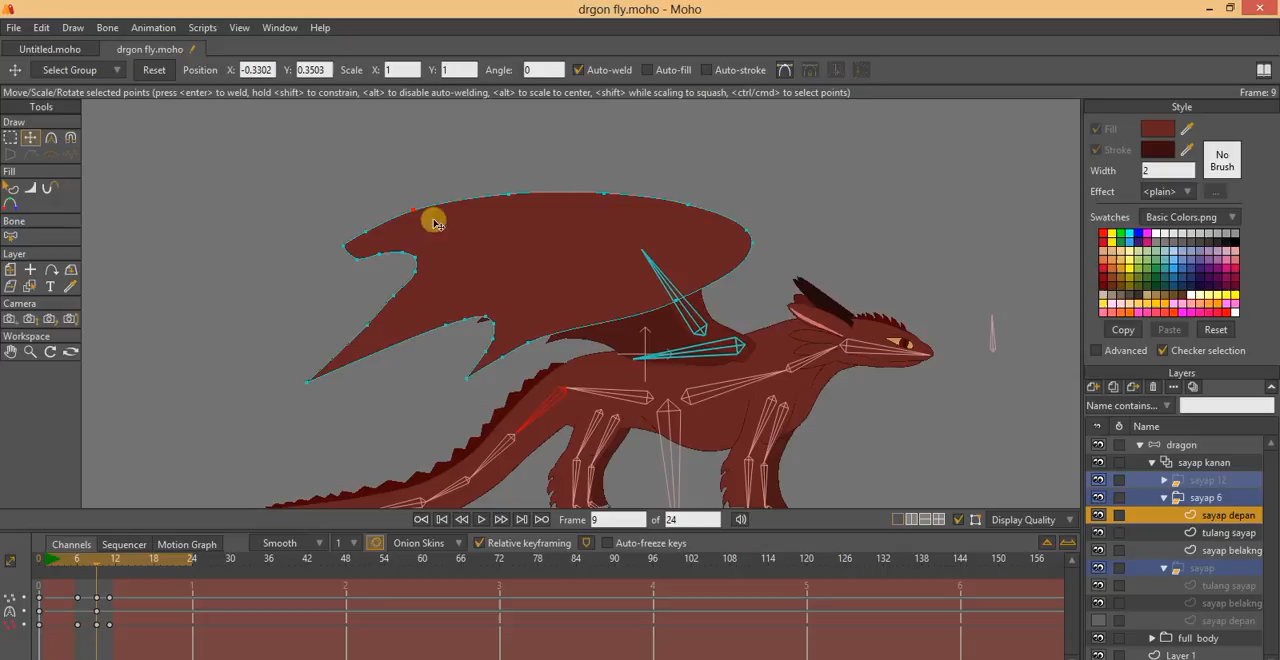 drgon fly.moho - Moho
File Edit Draw Bone Animation Scripts View Window Help
Untitled.moho drgon fly.moho
Select Group Reset Position X: -0.3302 Y: 0.3503 Scale X: 1 Y: 1 Angle: 0 Auto-weld Auto-fill Auto-stroke
Move/Scale/Rotate selected points (press <enter> to weld, hold <shift> to constrain, <alt> to disable auto-welding, <alt> to scale to center, <shift> while scaling to squash, <ctrl/cmd> to select points) Frame: 9
Tools
Draw
Fill
Bone
Layer
Camera
Workspace
Style
Fill
Stroke
No Brush
Width 2
Effect <plain> ...
Swatches Basic Colors.png
Copy Paste Reset
Advanced Checker selection
Layers
Name contains...
Name
dragon
sayap kanan
sayap 12
sayap 6
sayap depan
tulang sayap
sayap belakng
sayap
tulang sayap
sayap belakng
sayap depan
full body
Layer 1
Frame 9 of 24 Display Quality
Channels Sequencer Motion Graph Smooth 1 Onion Skins Relative keyframing Auto-freeze keys
0 6 12 18 24 30 36 42 48 54 60 66 72 78 84 90 96 102 108 114 120 126 132 138 144 150 156
0 1 2 3 4 5 6